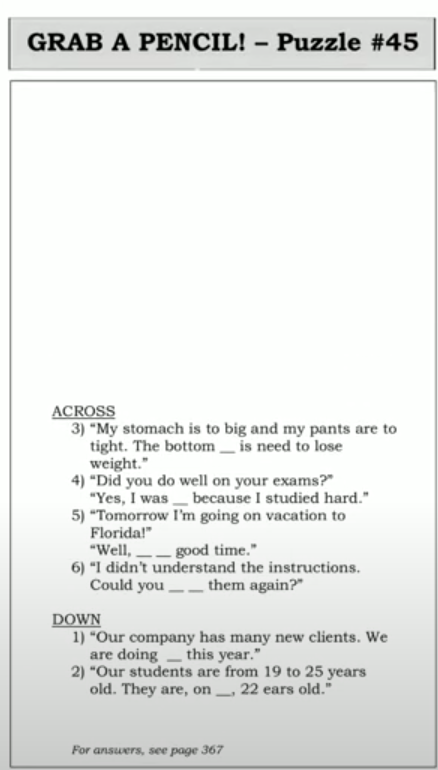 GRAB A PENCIL! – Puzzle #45
ACROSS
3) “My stomach is to big and my pants are to
tight. The bottom __ is need to lose
weight.”
4) “Did you do well on your exams?”
“Yes, I was __ because I studied hard.”
5) “Tomorrow I’m going on vacation to
Florida!”
“Well, __ __ good time.”
6) “I didn’t understand the instructions.
Could you __ __ them again?”
DOWN
1) “Our company has many new clients. We
are doing __ this year.”
2) “Our students are from 19 to 25 years
old. They are, on __, 22 ears old.”
For answers, see page 367